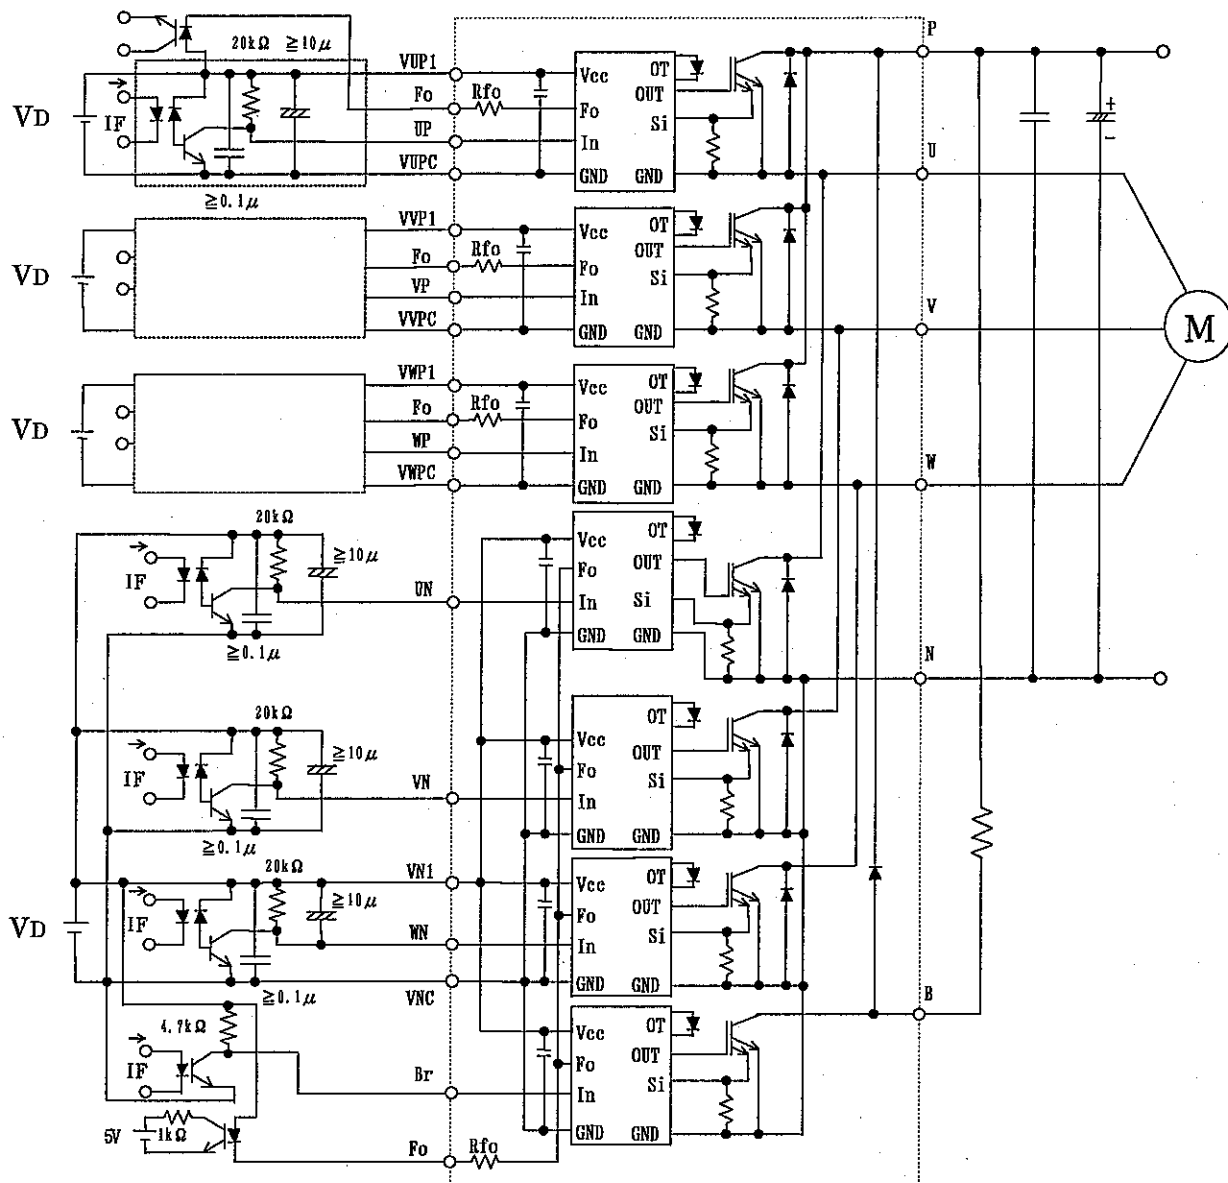 P
20kΩ ≧10μ
VUP1
OT
Vcc
OUT
IF
Fo
Rfo
Fo
Si
VD
UP
In
+
-
VUPC
GND
GND
U
≧0.1μ
VVP1
Vcc
OT
OUT
VD
Fo
Rfo
Fo
Si
VP
In
VVPC
GND
GND
V
M
VWP1
Vcc
OT
OUT
VD
Fo
Rfo
Fo
Si
WP
In
VWPC
GND
GND
W
20kΩ
≧10μ
IF
Vcc
OT
OUT
Fo
UN
In
Si
GND
GND
≧0.1μ
N
20kΩ
≧10μ
IF
OT
Vcc
OUT
Fo
Si
VN
In
GND
GND
≧0.1μ
20kΩ
≧10μ
IF
VD
VN1
Vcc
OT
OUT
Fo
Si
WN
In
VNC
GND
GND
≧0.1μ
B
4.7kΩ
IF
Vcc
OT
OUT
Fo
Si
Br
In
5V
1kΩ
GND
GND
Fo
Rfo